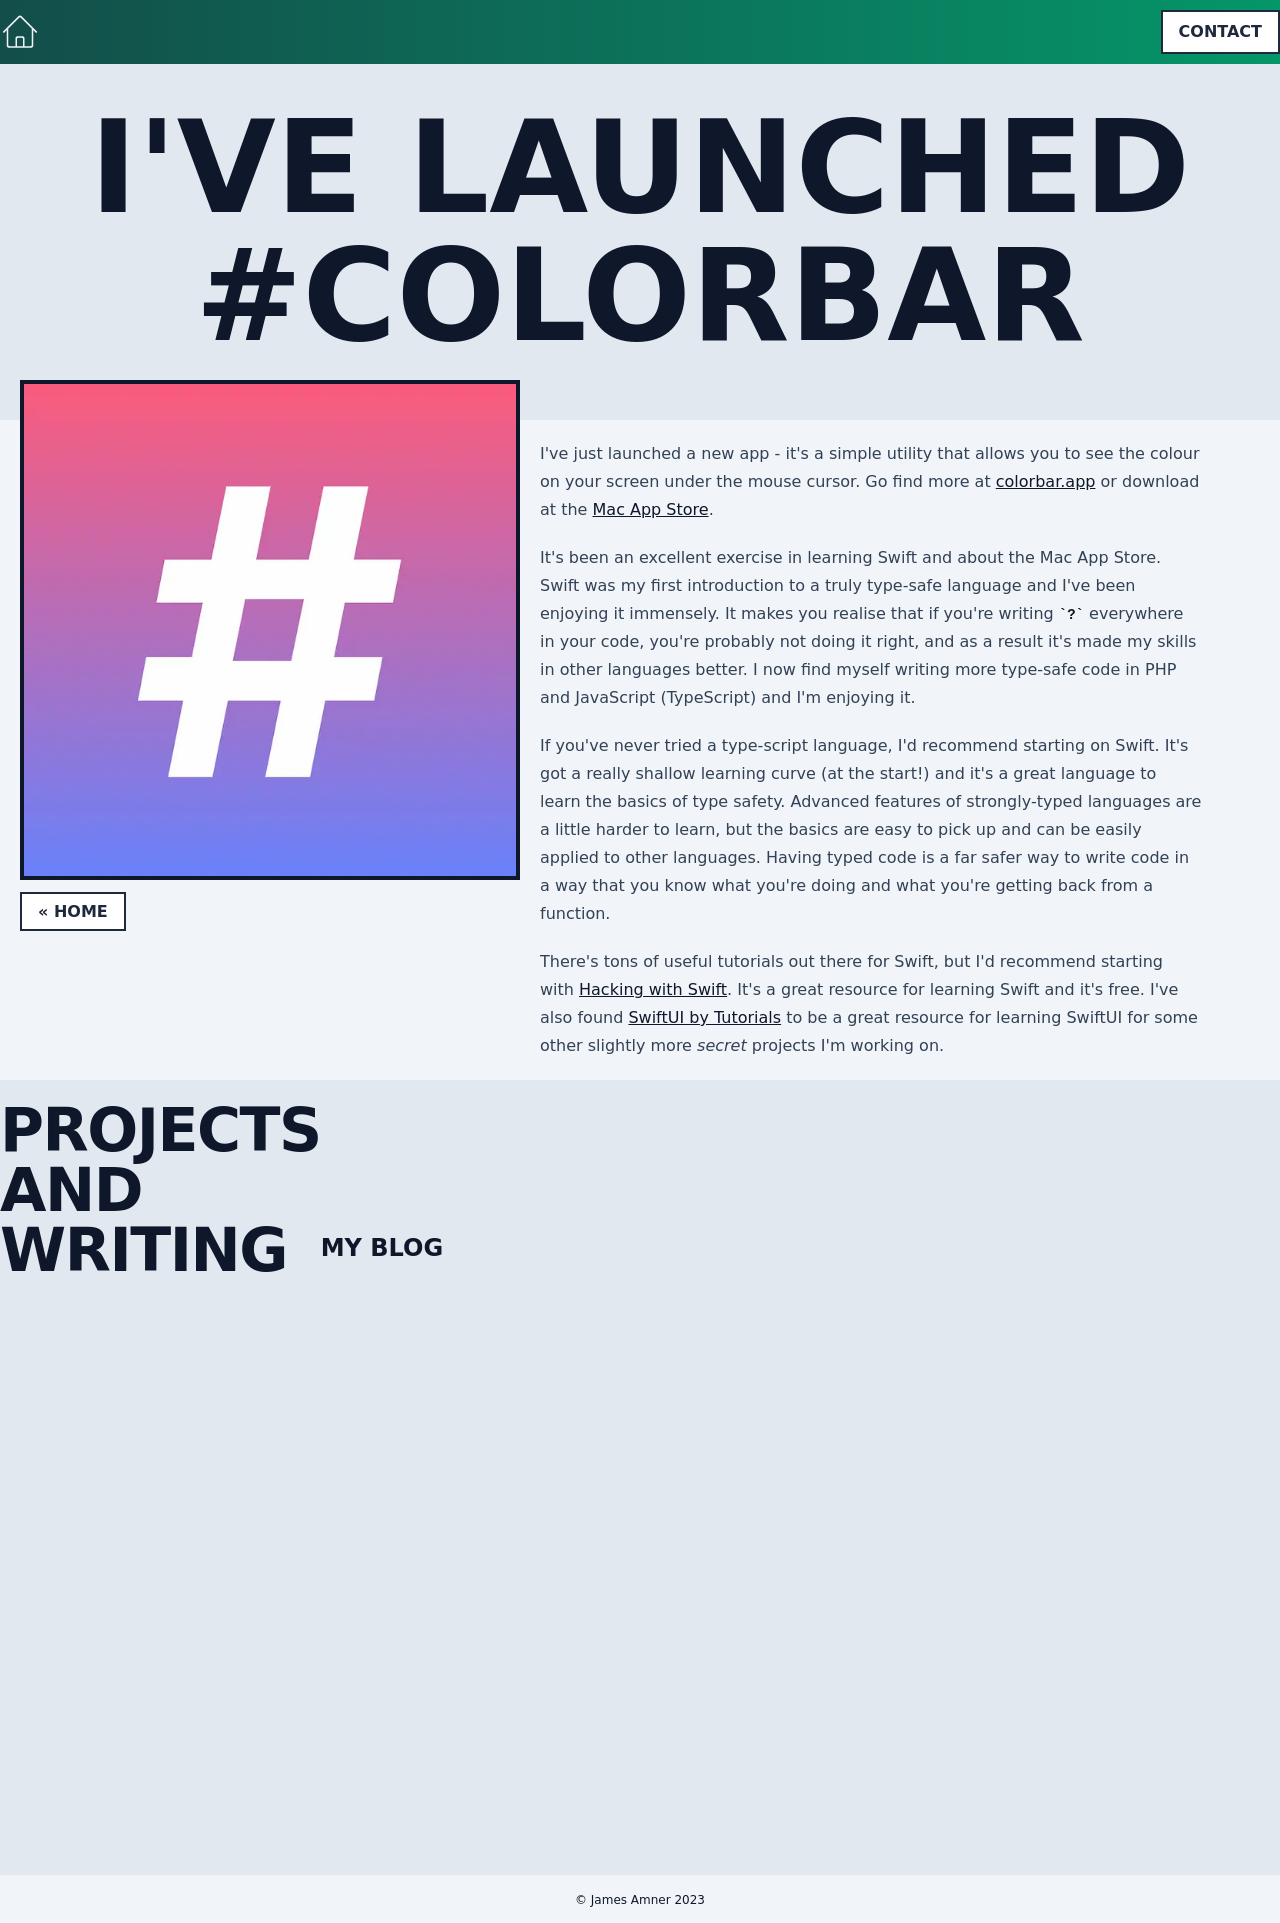 CONTACT
I'VE LAUNCHED
#COLORBAR
#
I've just launched a new app - it's a simple utility that allows you to see the colour
on your screen under the mouse cursor. Go find more at colorbar.app or download
at the Mac App Store.
It's been an excellent exercise in learning Swift and about the Mac App Store.
Swift was my first introduction to a truly type-safe language and I've been
enjoying it immensely. It makes you realise that if you're writing `?` everywhere
in your code, you're probably not doing it right, and as a result it's made my skills
in other languages better. I now find myself writing more type-safe code in PHP
and JavaScript (TypeScript) and I'm enjoying it.
If you've never tried a type-script language, I'd recommend starting on Swift. It's
got a really shallow learning curve (at the start!) and it's a great language to
learn the basics of type safety. Advanced features of strongly-typed languages are
a little harder to learn, but the basics are easy to pick up and can be easily
applied to other languages. Having typed code is a far safer way to write code in
a way that you know what you're doing and what you're getting back from a
function.
There's tons of useful tutorials out there for Swift, but I'd recommend starting
with Hacking with Swift. It's a great resource for learning Swift and it's free. I've
also found SwiftUI by Tutorials to be a great resource for learning SwiftUI for some
other slightly more secret projects I'm working on.
« HOME
PROJECTS
AND
WRITING
MY BLOG
© James Amner 2023